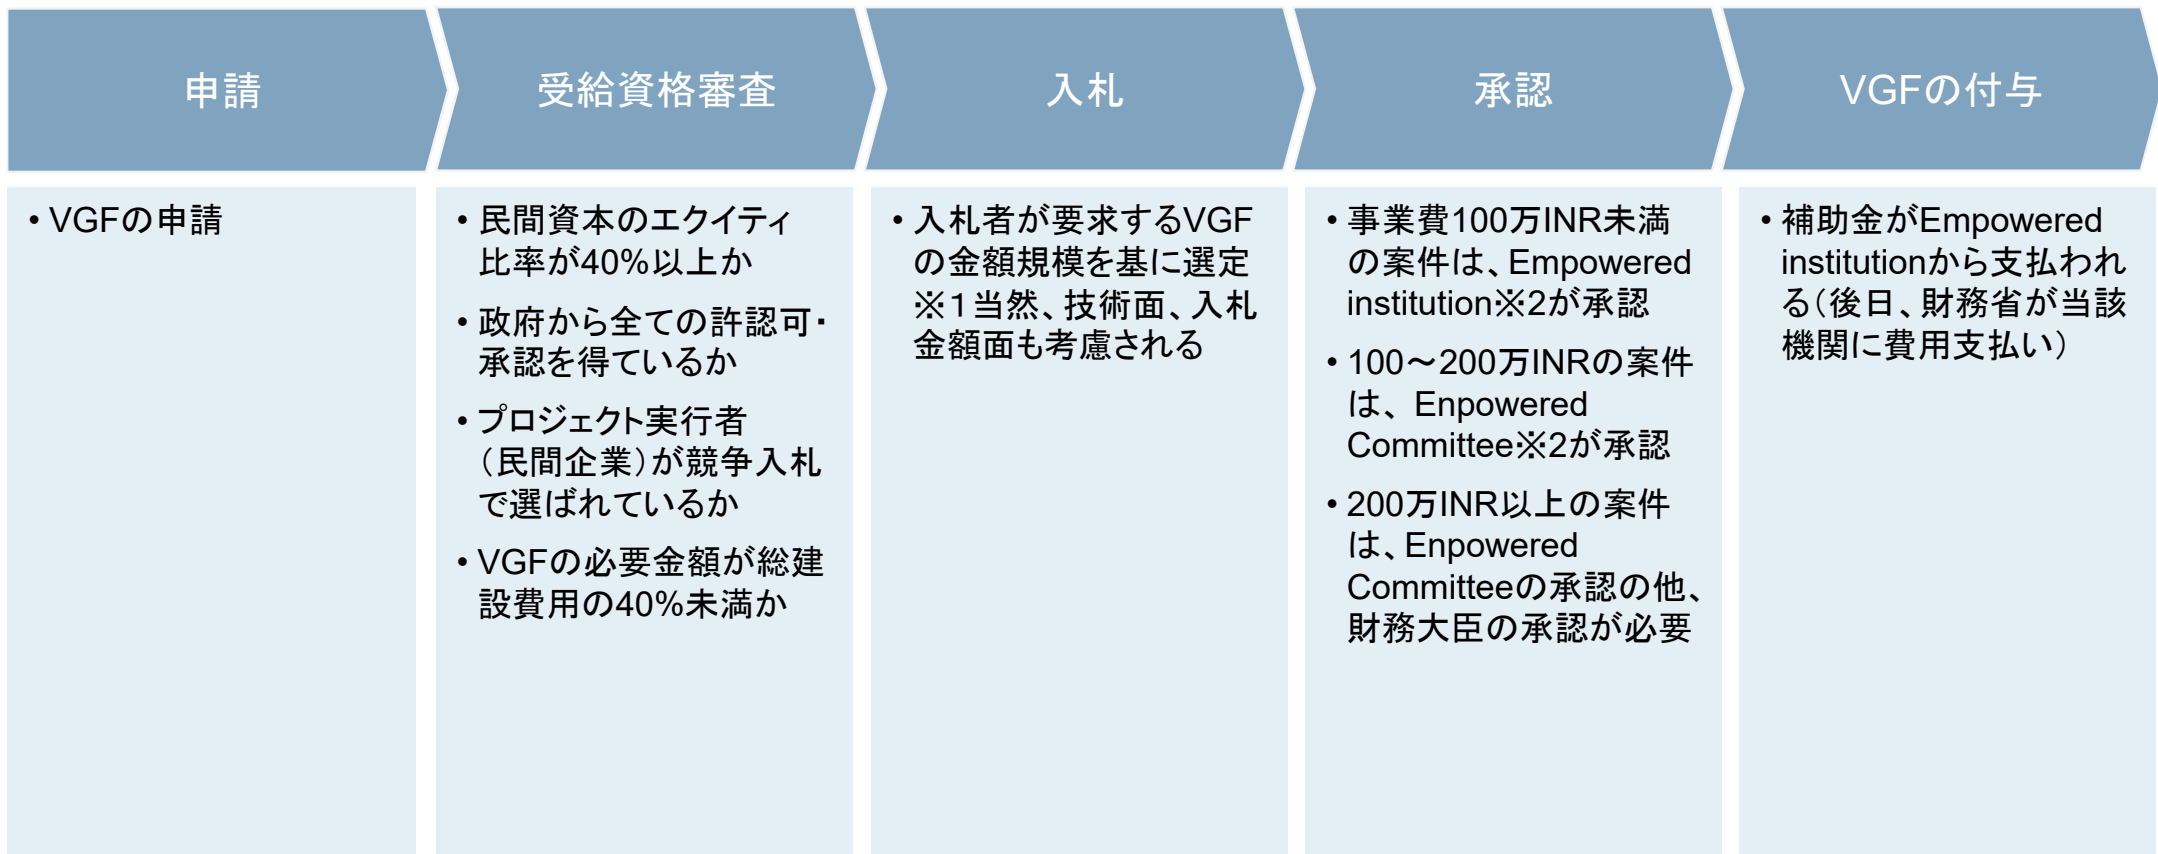 申請
受給資格審査
入札
承認
VGFの付与
• VGFの申請
• 民間資本のエクイティ
比率が40%以上か
• 政府から全ての許認可・
承認を得ているか
• プロジェクト実行者
（民間企業）が競争入札
で選ばれているか
• VGFの必要金額が総建
設費用の40%未満か
• 入札者が要求するVGF
の金額規模を基に選定
※１当然、技術面、入札
金額面も考慮される
• 事業費100万INR未満
の案件は、Empowered
institution※2が承認
• 100～200万INRの案件
は、 Enpowered
Committee※2が承認
• 200万INR以上の案件
は、Enpowered
Committeeの承認の他、
財務大臣の承認が必要
• 補助金がEmpowered
institutionから支払われ
る（後日、財務省が当該
機関に費用支払い）